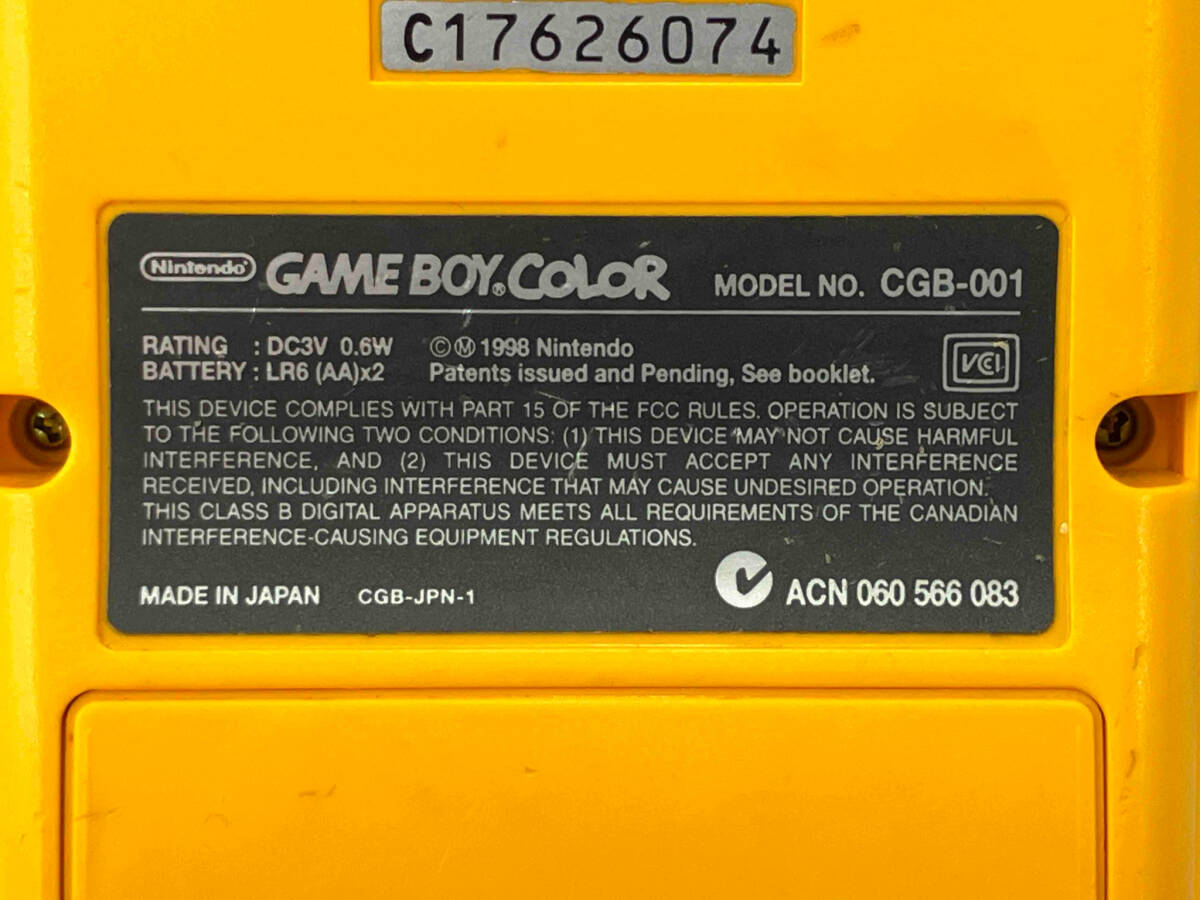 C17626074
Nintendo® GAME BOY® COLOR MODEL NO. CGB-001
RATING : DC3V 0.6W ©Ⓜ 1998 Nintendo
BATTERY : LR6 (AA)x2 Patents issued and Pending, See booklet.
VCI
THIS DEVICE COMPLIES WITH PART 15 OF THE FCC RULES. OPERATION IS SUBJECT
TO THE FOLLOWING TWO CONDITIONS: (1) THIS DEVICE MAY NOT CAUSE HARMFUL
INTERFERENCE, AND (2) THIS DEVICE MUST ACCEPT ANY INTERFERENCE
RECEIVED, INCLUDING INTERFERENCE THAT MAY CAUSE UNDESIRED OPERATION.
THIS CLASS B DIGITAL APPARATUS MEETS ALL REQUIREMENTS OF THE CANADIAN
INTERFERENCE-CAUSING EQUIPMENT REGULATIONS.
MADE IN JAPAN CGB-JPN-1 ACN 060 566 083